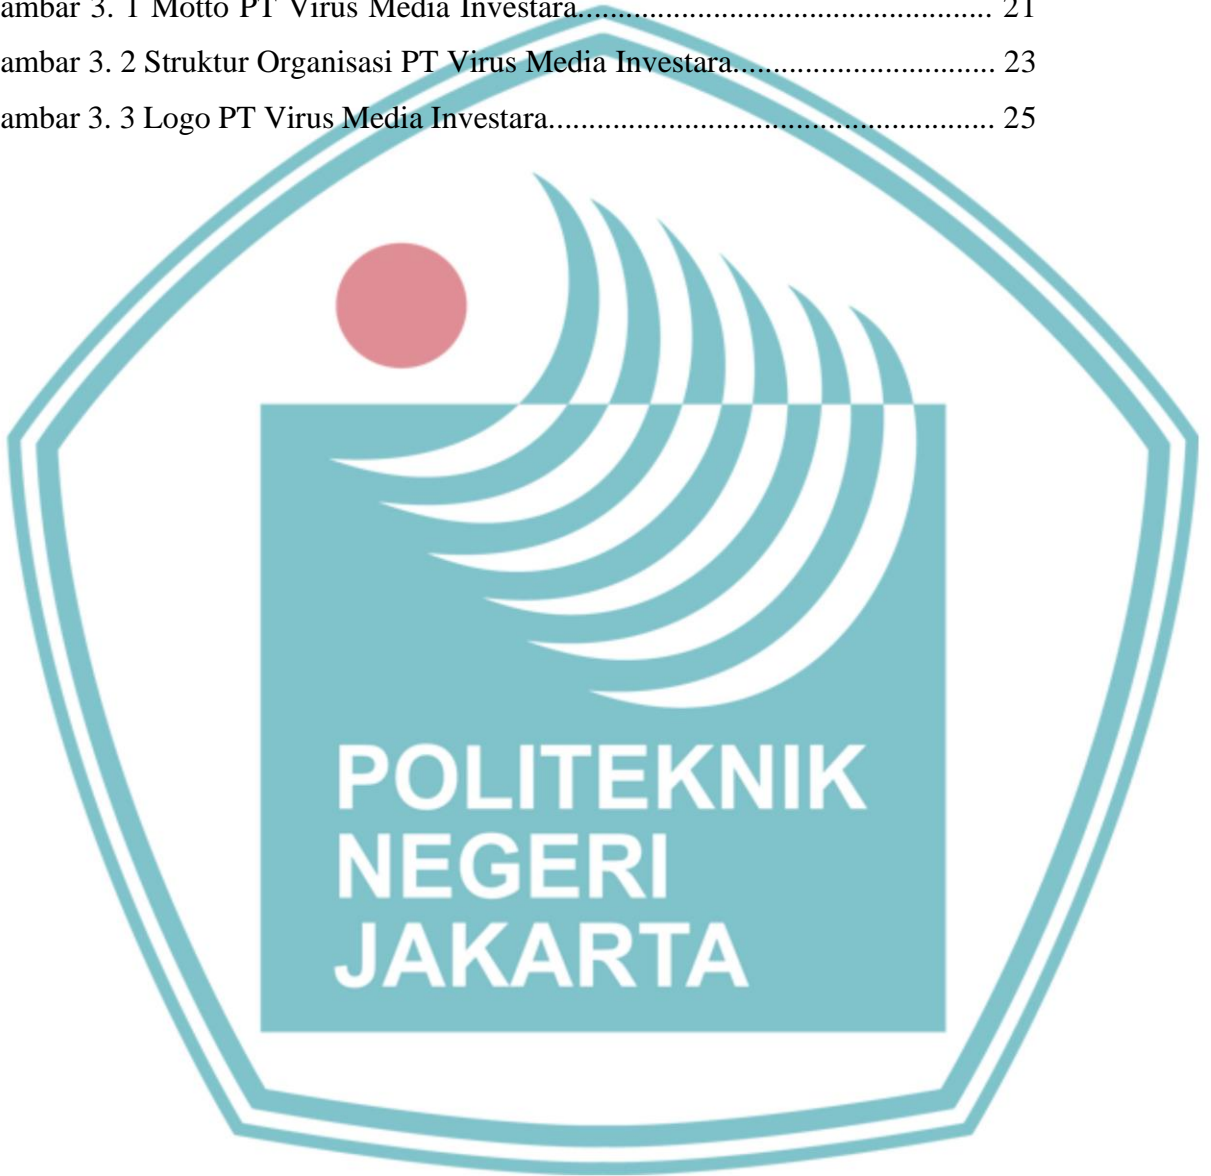 ambar 3. 1 Motto PT Virus Media Investara.................................................. 21
ambar 3. 2 Struktur Organisasi PT Virus Media Investara................................ 23
ambar 3. 3 Logo PT Virus Media Investara...................................................... 25
POLITEKNIK
NEGERI
JAKARTA